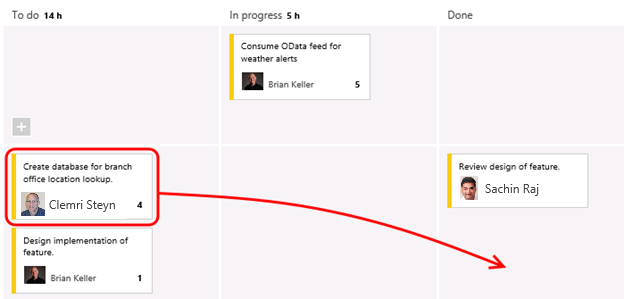 To do 14 h
In progress 5 h
Done
Consume OData feed for
weather alerts
Brian Keller 5
Create database for branch
office location lookup.
Clemri Steyn 4
Review design of feature.
Sachin Raj
Design implementation of
feature.
Brian Keller 1